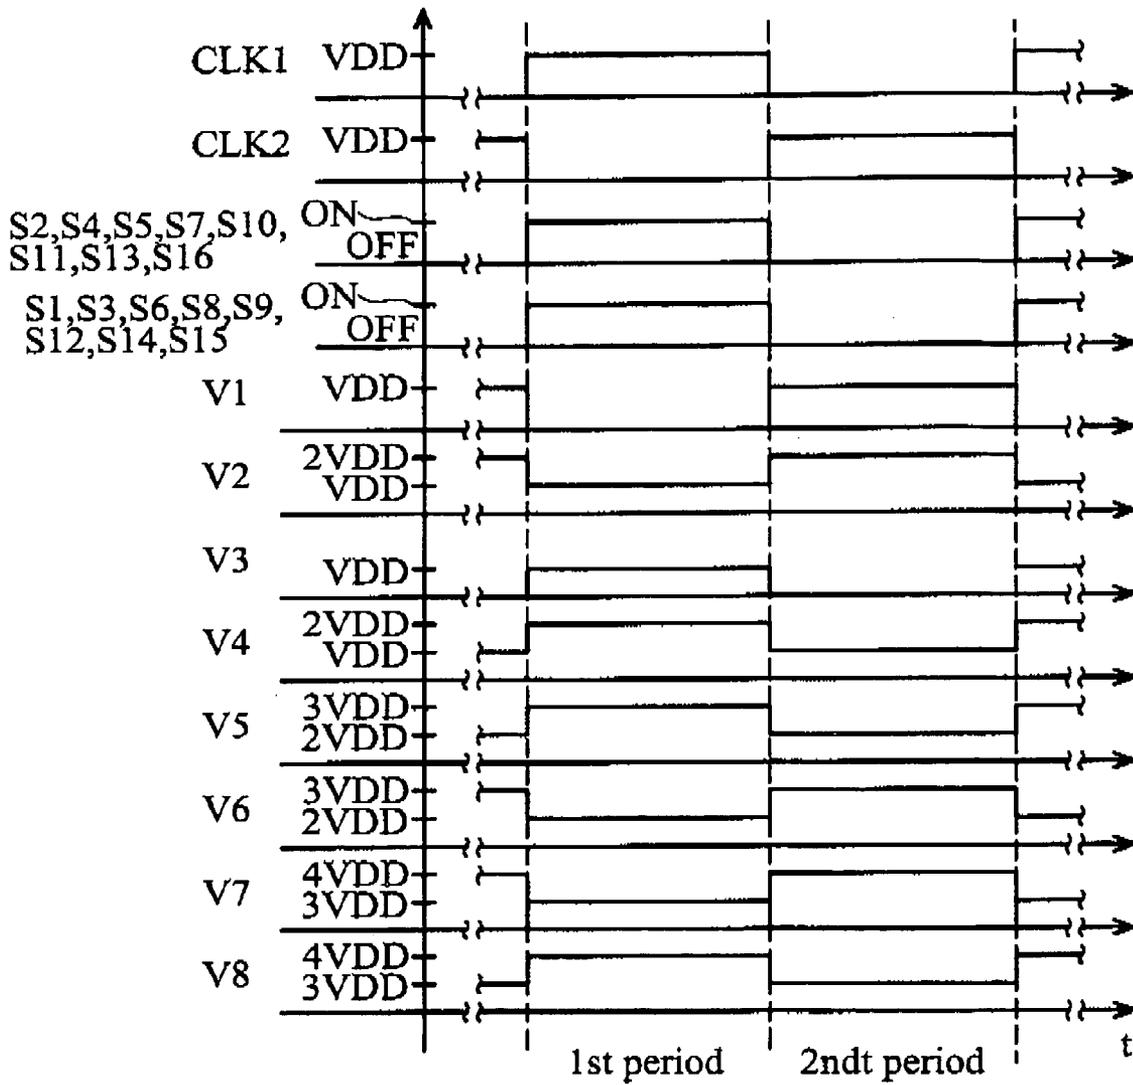 CLK1 VDD
CLK2 VDD
S2,S4,S5,S7,S10, ON
S11,S13,S16 OFF
S1,S3,S6,S8,S9, ON
S12,S14,S15 OFF
V1 VDD
V2 2VDD
VDD
V3 VDD
V4 2VDD
VDD
V5 3VDD
2VDD
V6 3VDD
2VDD
V7 4VDD
3VDD
V8 4VDD
3VDD
t
1st period 2ndt period